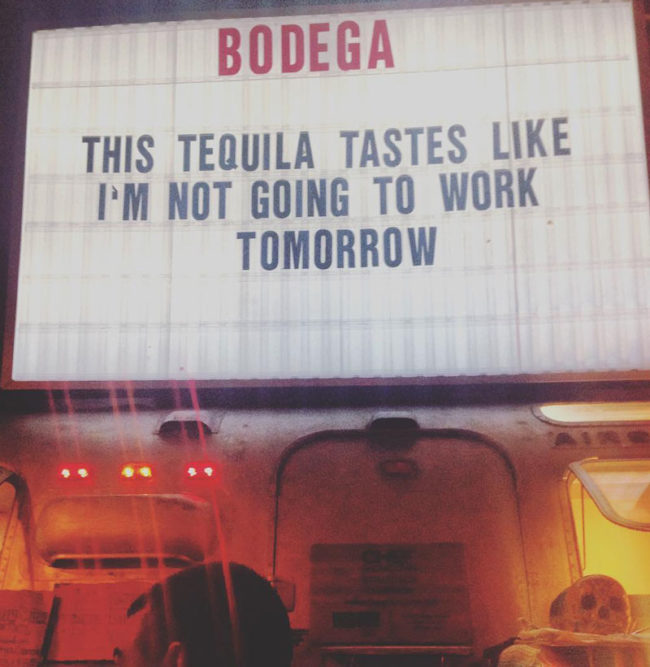 BODEGA
THIS TEQUILA TASTES LIKE
I'M NOT GOING TO WORK
TOMORROW